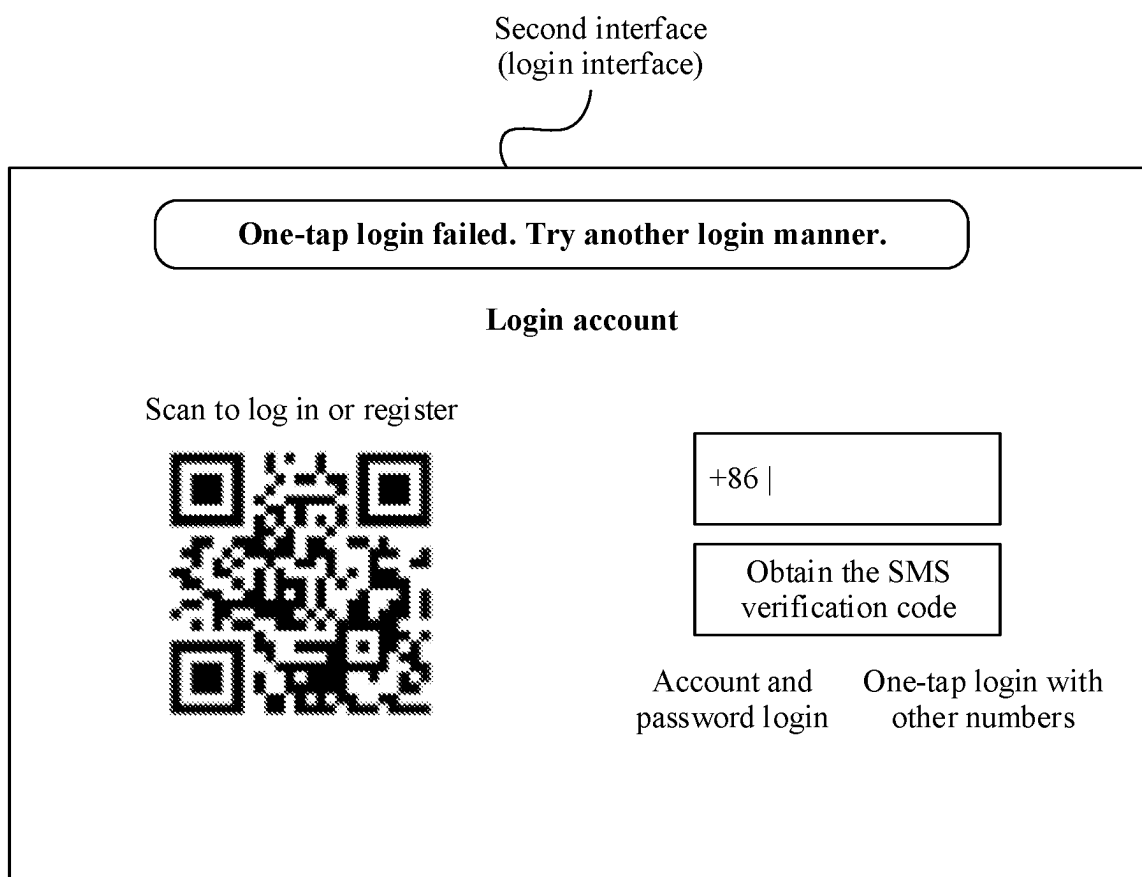 Second interface
(login interface)
One-tap login failed. Try another login manner.
Login account
Scan to log in or register
+86 |
Obtain the SMS
verification code
Account and
password login
One-tap login with
other numbers